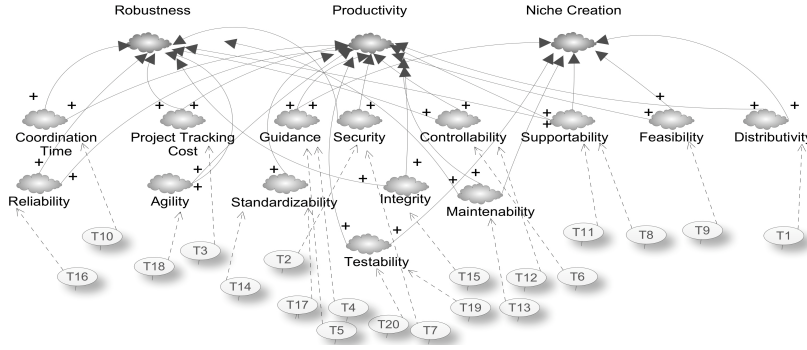 Robustness
Productivity
Niche Creation
+ + + + + + + + + + + +
Coordination
Time
Project Tracking
Cost
Guidance
Security
Controllability
Supportability
Feasibility
Distributivity
+ + + + + + + + +
Reliability
Agility
Standardizability
Integrity
Maintenability
+ +
Testability
T10
T3
T11
T8
T9
T1
T16
T18
T14
T2
T15
T12
T6
T17
T4
T19
T13
T5
T20
T7